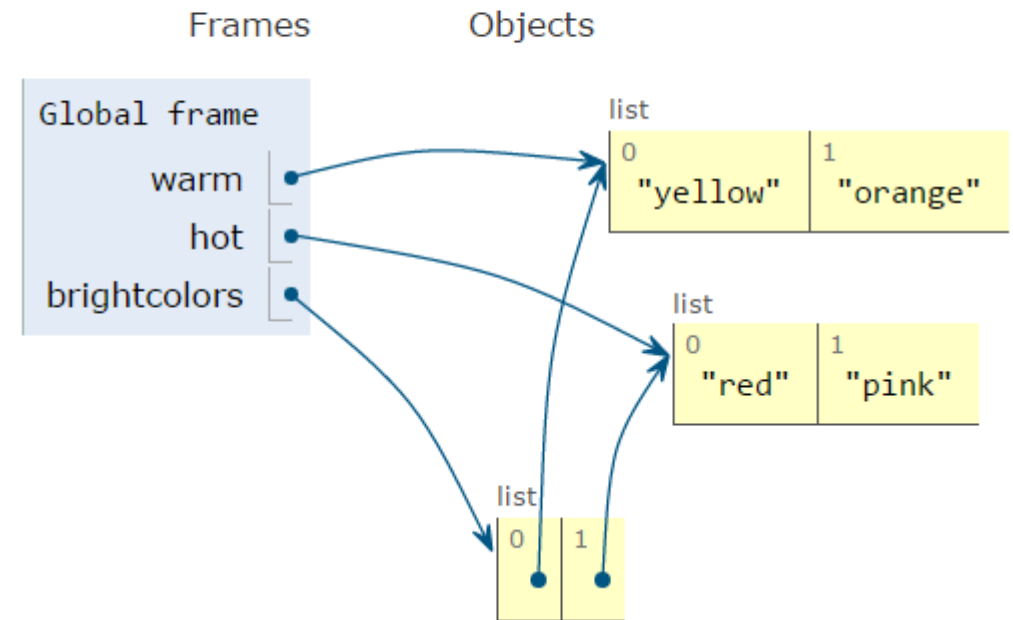 Frames Objects
Global frame
warm
hot
brightcolors
list
0 1
"yellow" "orange"
list
0 1
"red" "pink"
list
0 1